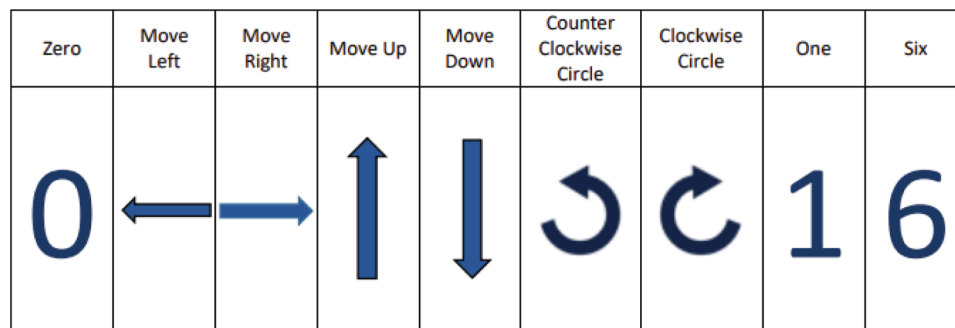 Zero
Move
Left
Move
Right
Move Up
Move
Down
Counter
Clockwise
Circle
Clockwise
Circle
One
Six
0
1
6